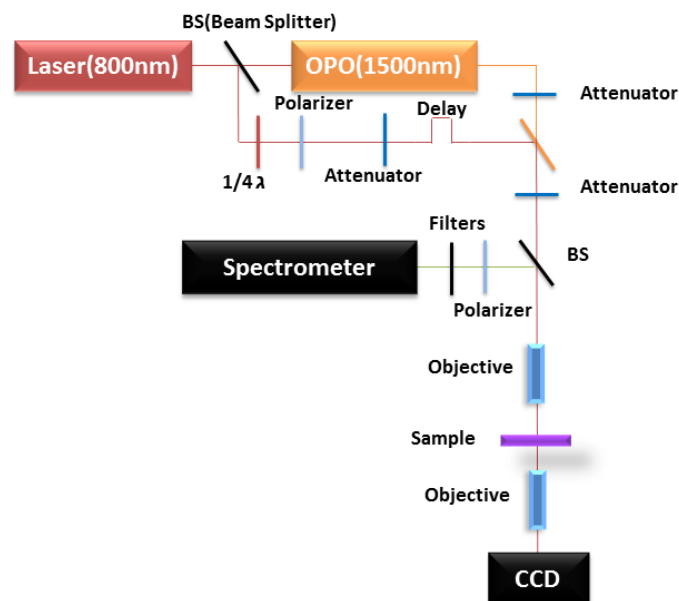 BS(Beam Splitter)
Laser(800nm)
OPO(1500nm)
Polarizer
Delay
Attenuator
1/4 ג
Attenuator
Attenuator
Filters
BS
Spectrometer
Polarizer
Objective
Sample
Objective
CCD